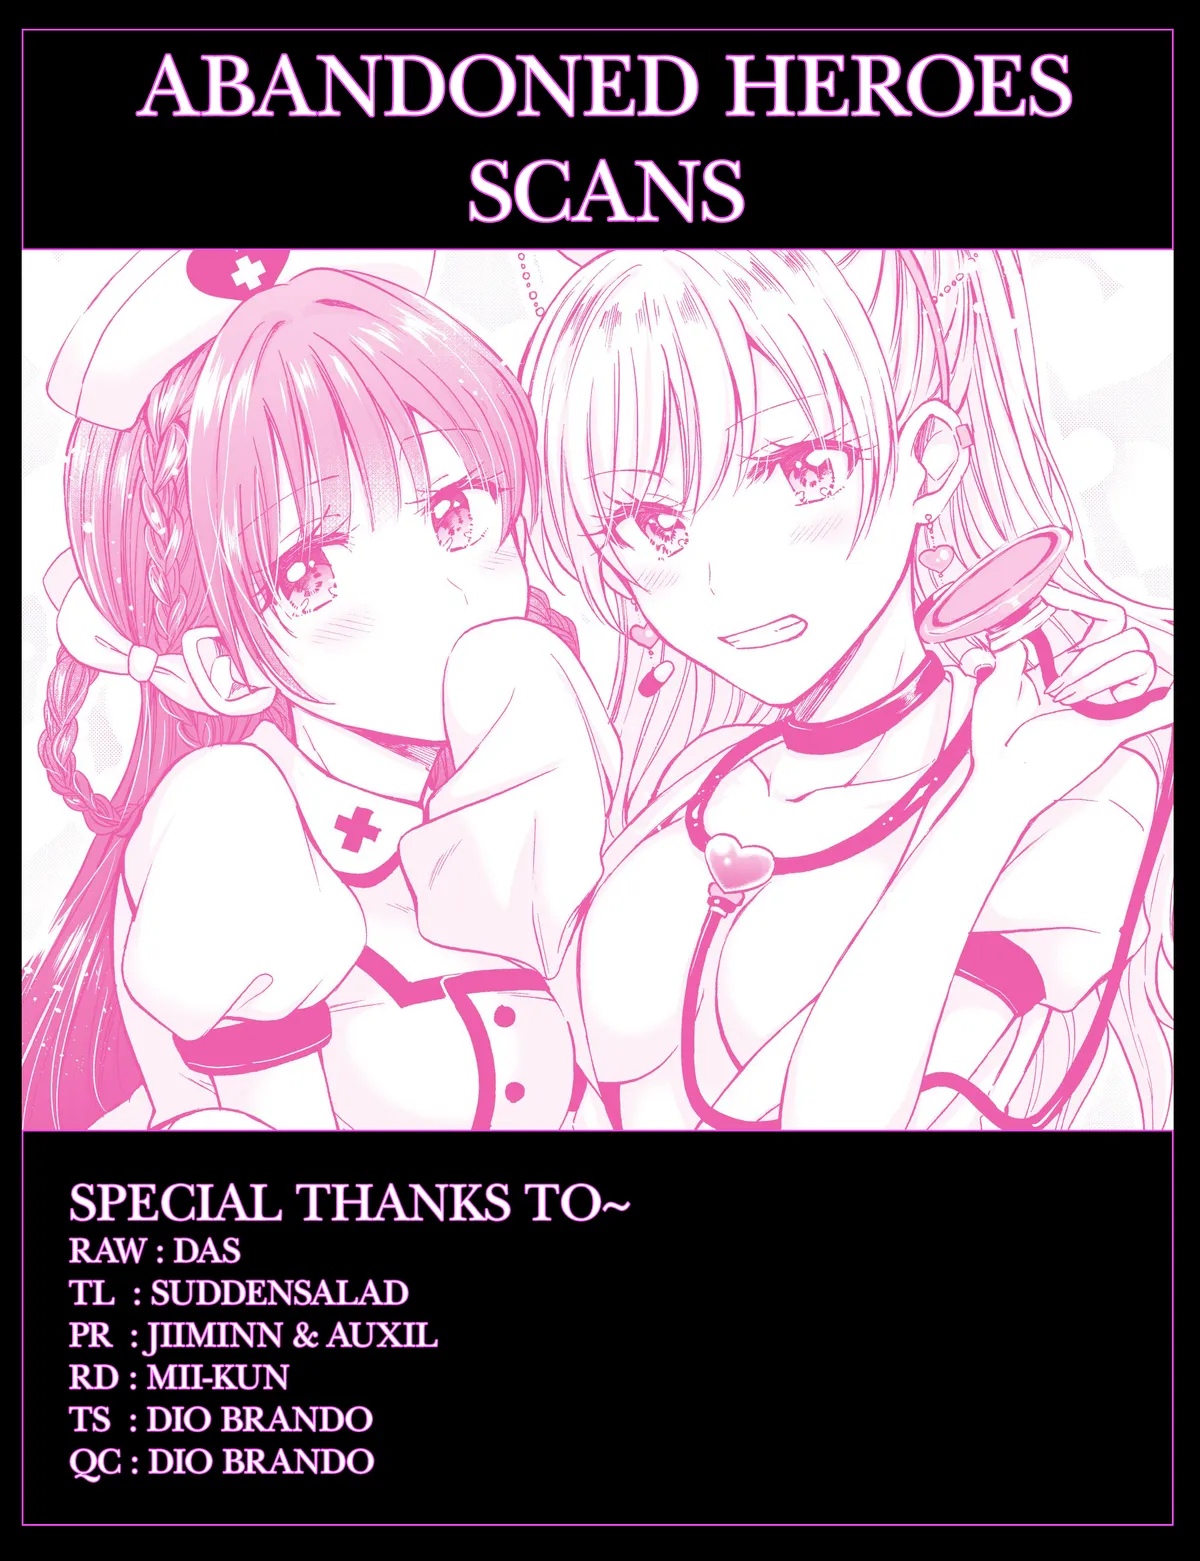 ABANDONED HEROES
SCANS
SPECIAL THANKS TO~
RAW : DAS
TL : SUDDENSALAD
PR : JIIMINN & AUXIL
RD : MII-KUN
TS : DIO BRANDO
QC : DIO BRANDO